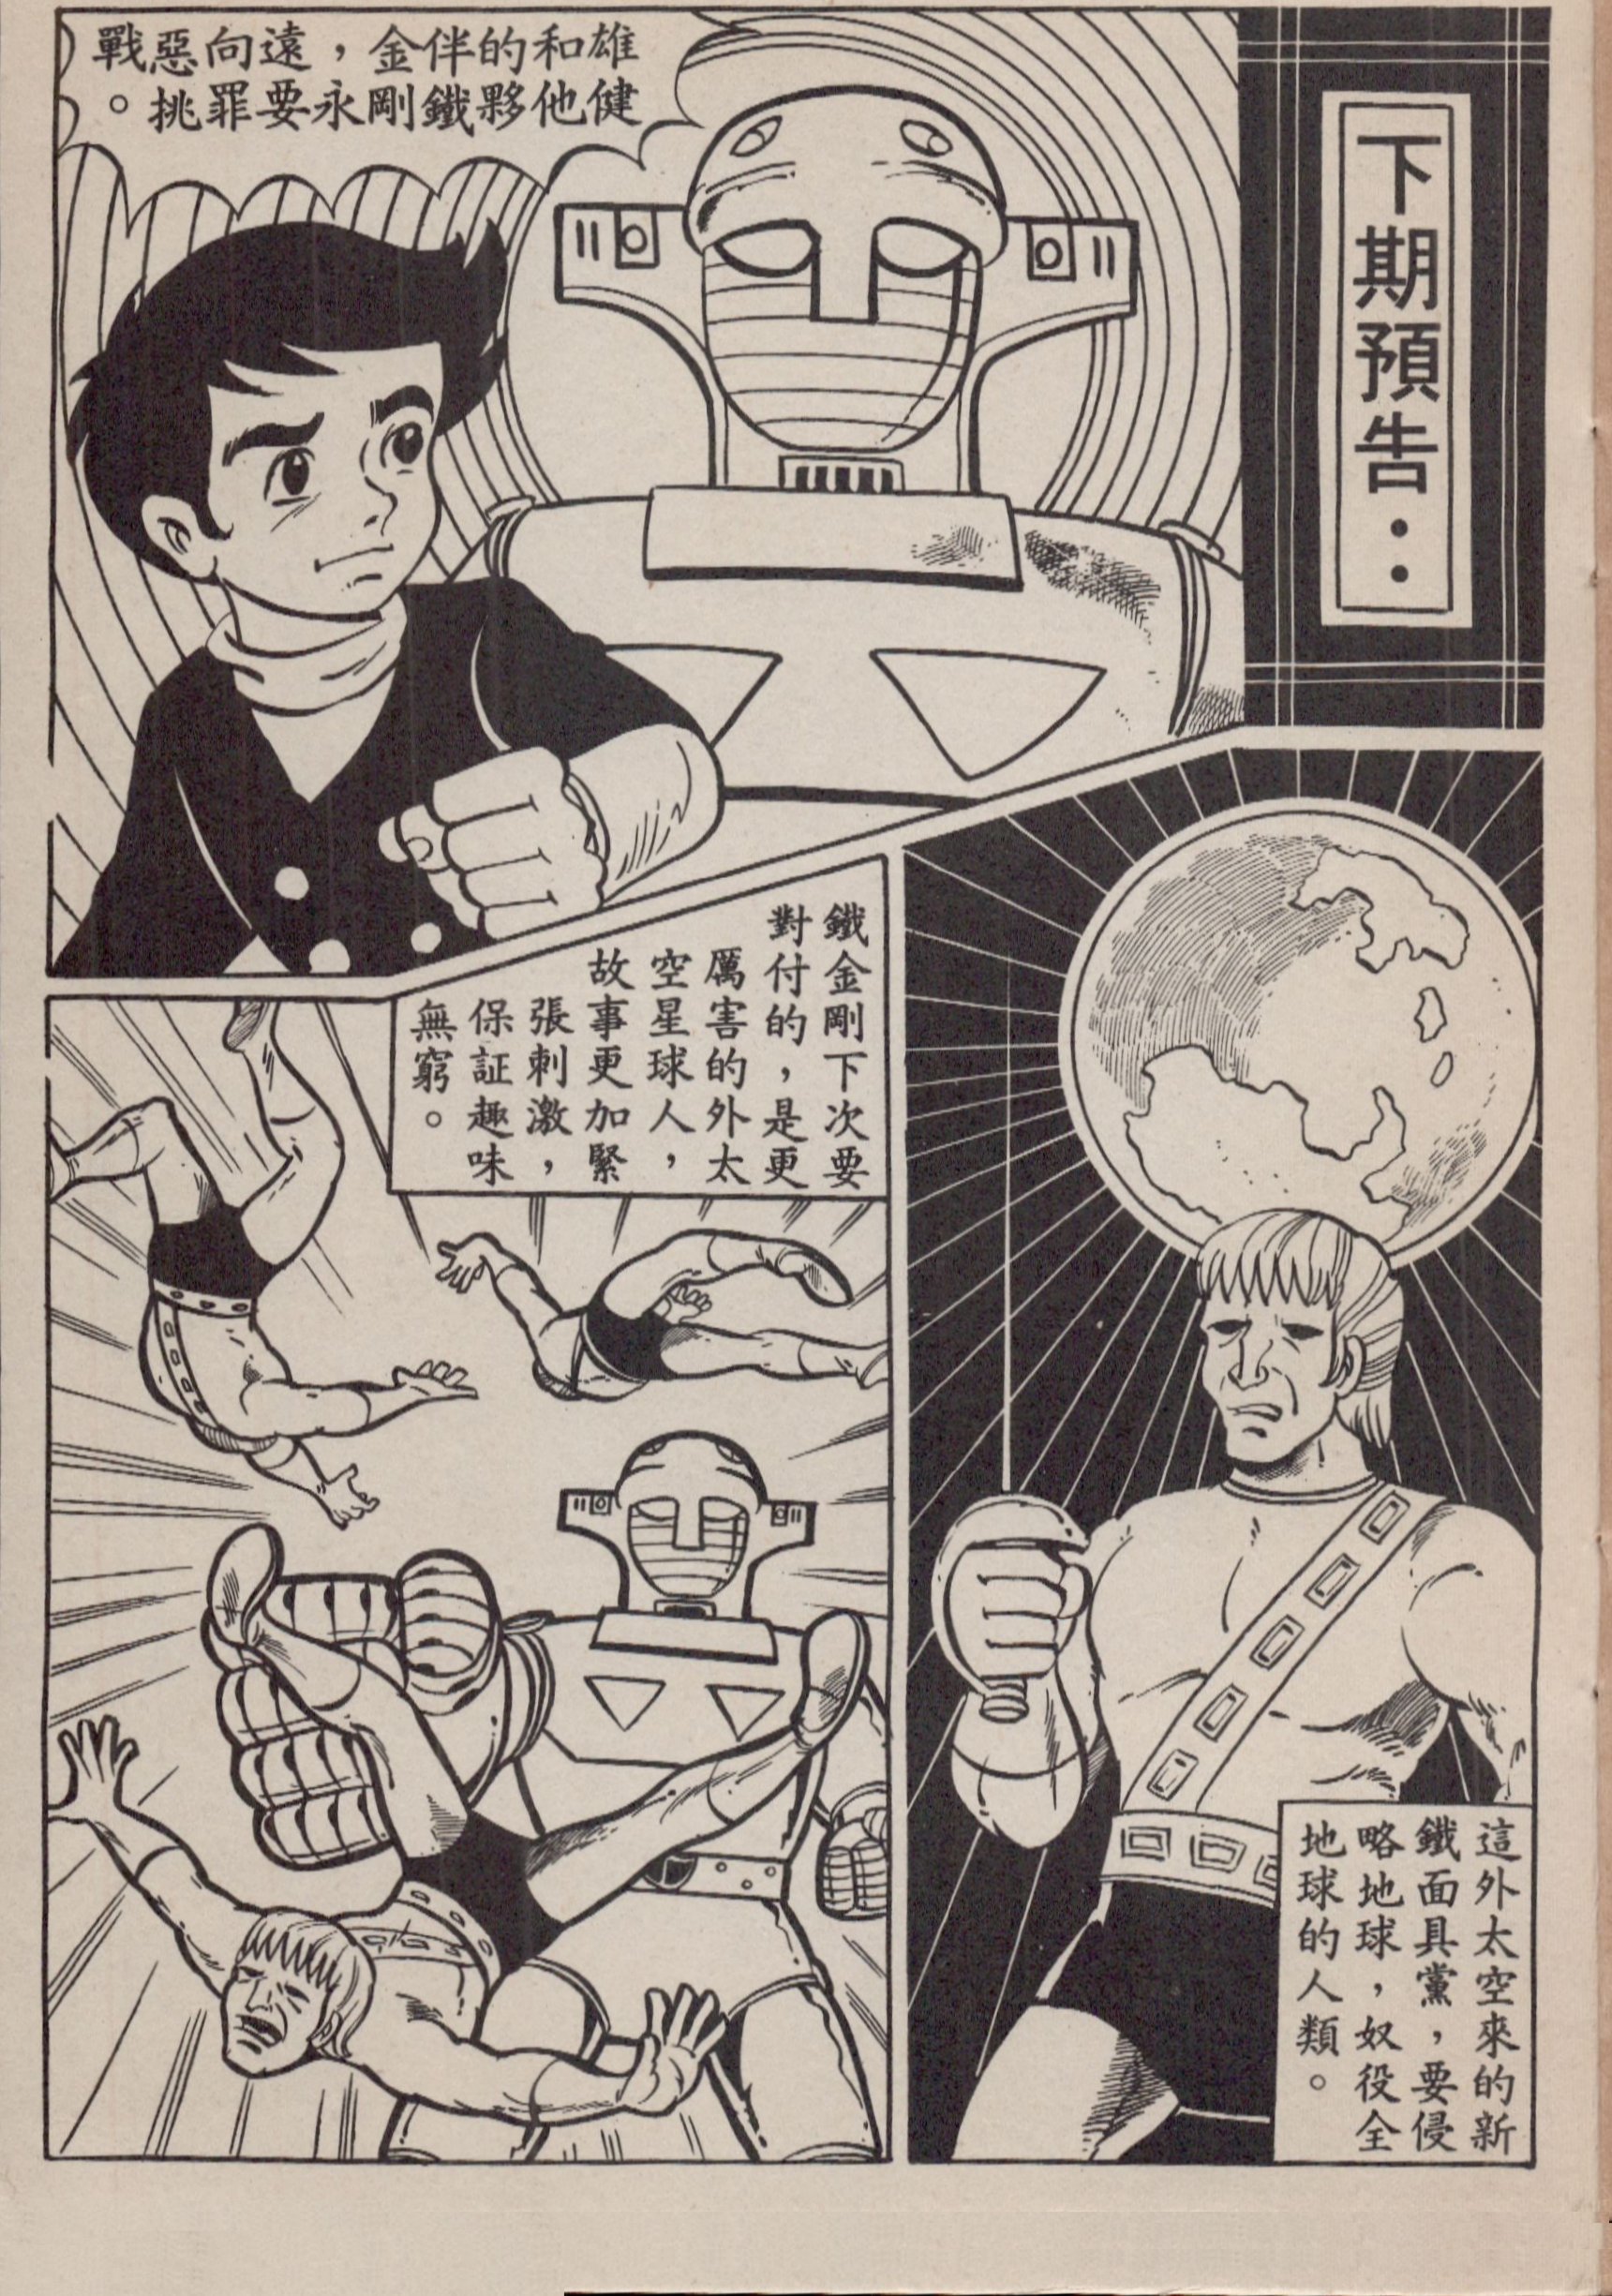 下期預告：
雄健
和他
的夥
伴鐵
金剛
，永
遠要
向罪
惡挑
戰。
這外太空來的新
鐵面具黨，要侵
略地球，奴役全
地球的人類。
鐵金剛下次要
對付的，是更
厲害的外太
空星球人，
故事更加緊
張刺激，
保証趣味
無窮。